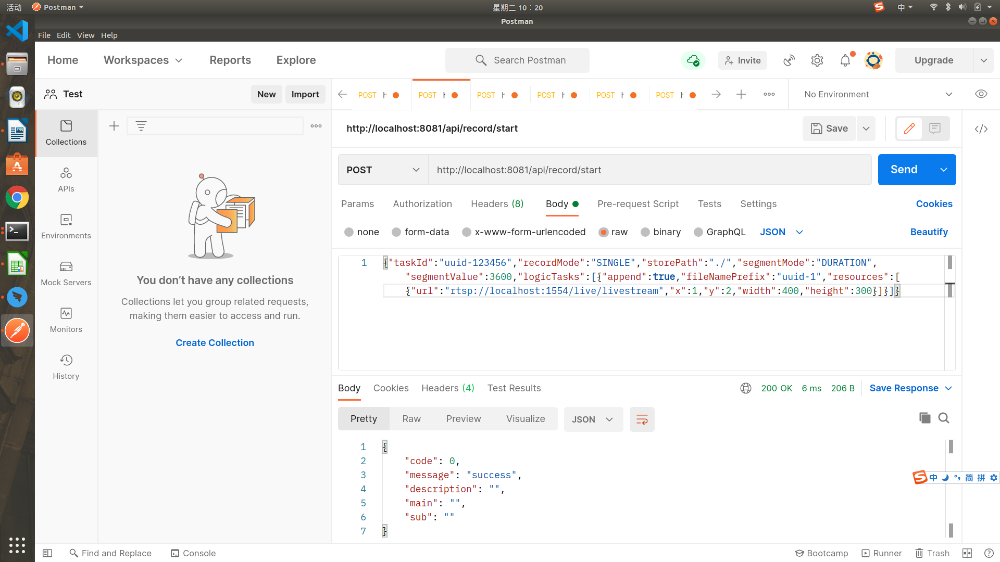 活动 Postman 星期二 10：20 中
Postman
File Edit View Help
Home Workspaces Reports Explore Search Postman Invite Upgrade
Test New Import POST POST POST POST POST POST No Environment
Collections
APIs
Environments
Mock Servers
Monitors
History
You don’t have any collections
Collections let you group related requests,
making them easier to access and run.
Create Collection
http://localhost:8081/api/record/start Save
POST http://localhost:8081/api/record/start Send
Params Authorization Headers (8) Body Pre-request Script Tests Settings Cookies
none form-data x-www-form-urlencoded raw binary GraphQL JSON Beautify
1 {"taskId":"uuid-123456","recordMode":"SINGLE","storePath":"./","segmentMode":"DURATION",
"segmentValue":3600,"logicTasks":[{"append":true,"fileNamePrefix":"uuid-1","resources":[
{"url":"rtsp://localhost:1554/live/livestream","x":1,"y":2,"width":400,"height":300}]}]}
Body Cookies Headers (4) Test Results 200 OK 6 ms 206 B Save Response
Pretty Raw Preview Visualize JSON
1 {
2 "code": 0,
3 "message": "success",
4 "description": "",
5 "main": "",
6 "sub": ""
7 }
中 简 拼
Find and Replace Console Bootcamp Runner Trash